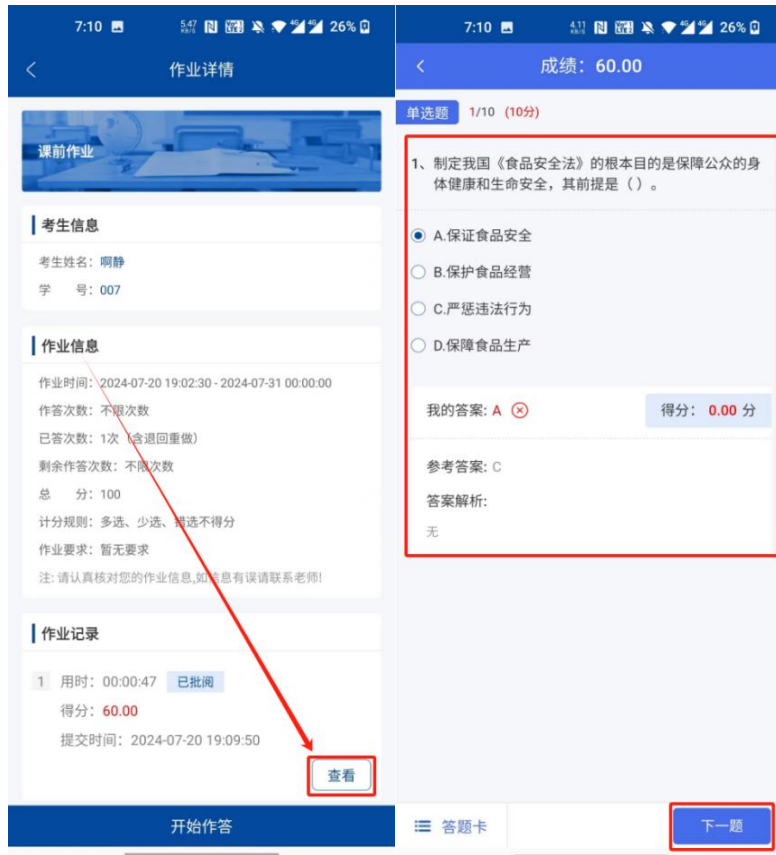 7:10 5.47 KB/S 26%
作业详情
课前作业
考生信息
考生姓名：啊静
学 号：007
作业信息
作业时间：2024-07-20 19:02:30 - 2024-07-31 00:00:00
作答次数：不限次数
已答次数：1次（含退回重做）
剩余作答次数：不限次数
总 分：100
计分规则：多选、少选、错选不得分
作业要求：暂无要求
注: 请认真核对您的作业信息,如信息有误请联系老师!
作业记录
1 用时：00:00:47 已批阅
得分：60.00
提交时间：2024-07-20 19:09:50
查看
开始作答
7:10 4.11 KB/S 26%
成绩：60.00
单选题 1/10 (10分)
1、制定我国《食品安全法》的根本目的是保障公众的身
体健康和生命安全，其前提是（ ）。
A.保证食品安全
B.保护食品经营
C.严惩违法行为
D.保障食品生产
我的答案: A 得分： 0.00 分
参考答案: C
答案解析:
无
答题卡 下一题